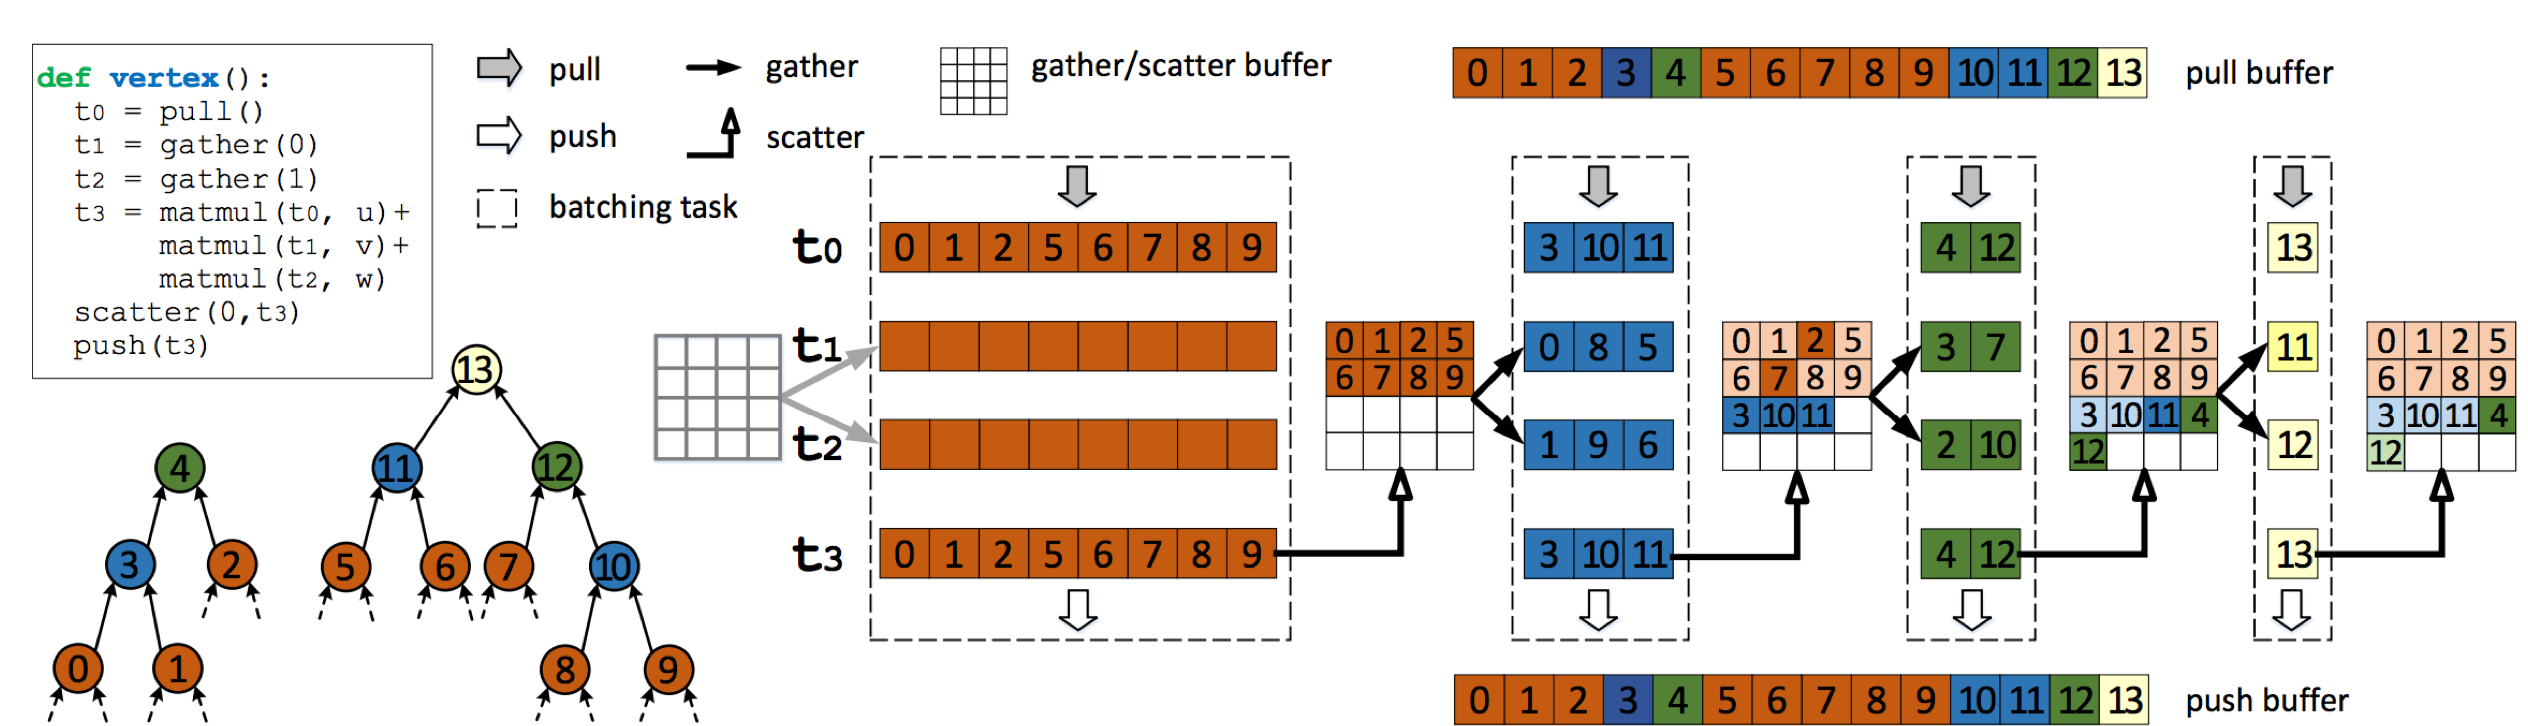 def vertex():
t0 = pull()
t1 = gather(0)
t2 = gather(1)
t3 = matmul(t0, u)+
matmul(t1, v)+
matmul(t2, w)
scatter(0,t3)
push(t3)
pull
gather
push
scatter
batching task
gather/scatter buffer
0 1 2 3 4 5 6 7 8 9 10 11 12 13
pull buffer
13
4 11 12
3 2 5 6 7 10
0 1 8 9
t0
0 1 2 5 6 7 8 9
t1
t2
t3
0 1 2 5 6 7 8 9
0 1 2 5
6 7 8 9
3 10 11
0 8 5
1 9 6
3 10 11
0 1 2 5
6 7 8 9
3 10 11
4 12
3 7
2 10
4 12
0 1 2 5
6 7 8 9
3 10 11 4
12
13
11
12
13
0 1 2 5
6 7 8 9
3 10 11 4
12
0 1 2 3 4 5 6 7 8 9 10 11 12 13
push buffer